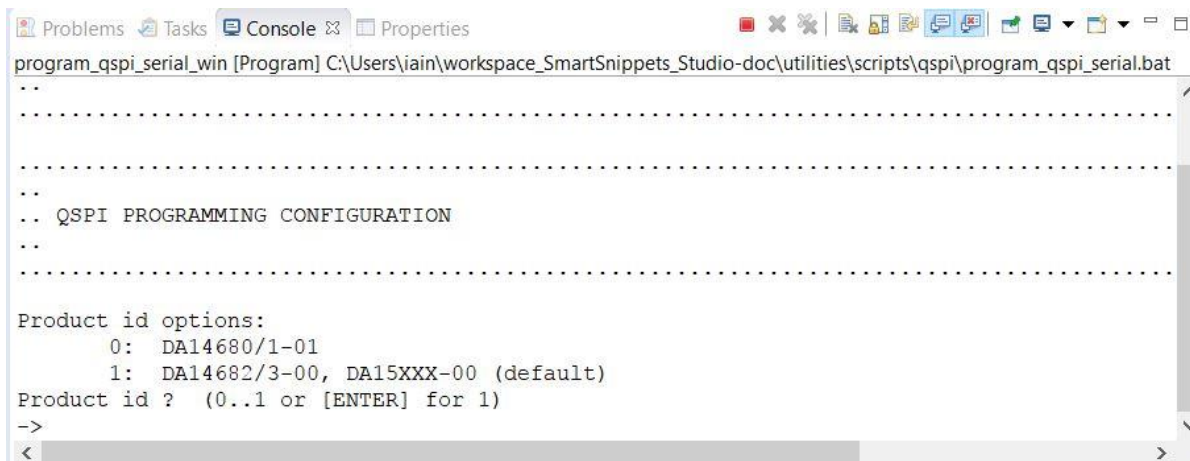 Problems Tasks Console Properties
program_qspi_serial_win [Program] C:\Users\iain\workspace_SmartSnippets_Studio-doc\utilities\scripts\qspi\program_qspi_serial.bat
..
..........................................................................................
..........................................................................................
..
.. QSPI PROGRAMMING CONFIGURATION
..
..........................................................................................
Product id options:
0: DA14680/1-01
1: DA14682/3-00, DA15XXX-00 (default)
Product id ? (0..1 or [ENTER] for 1)
->